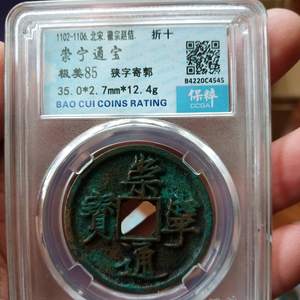 1102-1106.北宋.徽宗赵佶 折十
崇宁通宝
极美85 狭字寄郭
35.0*2.7mm*12.4g
BAO CUI COINS RATING
B4220C4545
保粹
CCGA
崇寧通寳